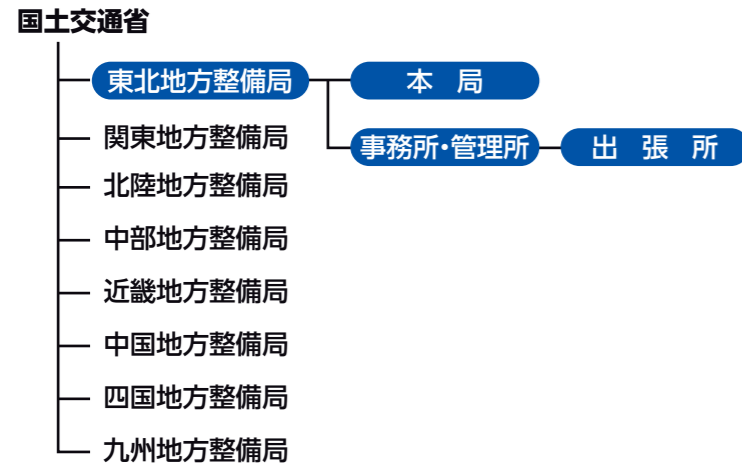 国土交通省
東北地方整備局
本 局
関東地方整備局
事務所・管理所
出 張 所
北陸地方整備局
中部地方整備局
近畿地方整備局
中国地方整備局
四国地方整備局
九州地方整備局